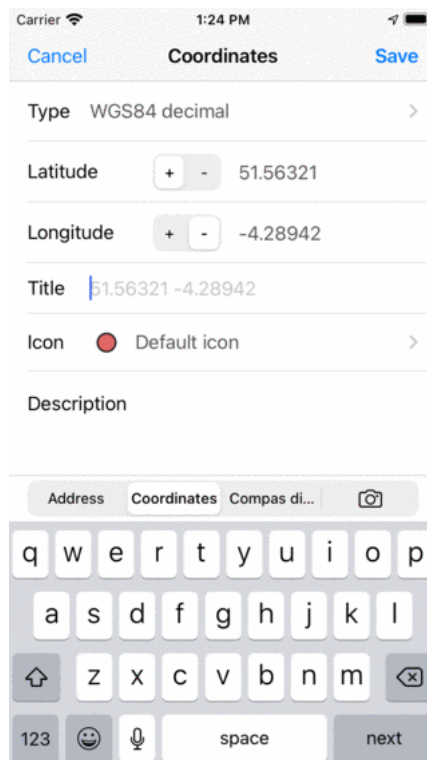 Carrier 1:24 PM
Cancel Coordinates Save
Type WGS84 decimal
Latitude + - 51.56321
Longitude + - -4.28942
Title 51.56321 -4.28942
Icon Default icon
Description
Address Coordinates Compas di...
q w e r t y u i o p
a s d f g h j k l
z x c v b n m
123 space next